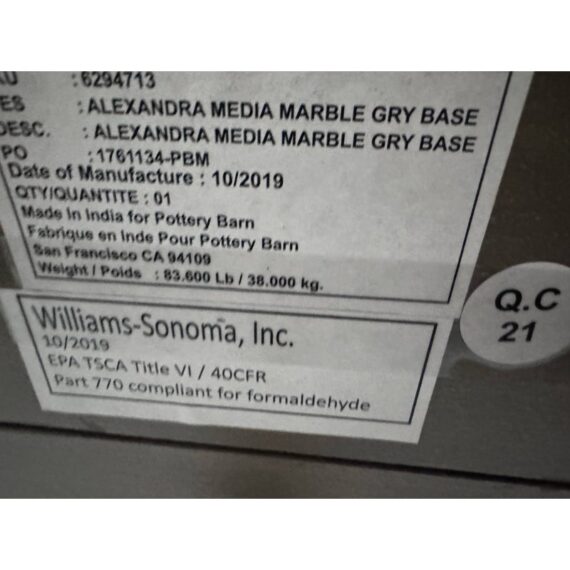 :6294713
ES : ALEXANDRA MEDIA MARBLE GRY BASE
DESC. : ALEXANDRA MEDIA MARBLE GRY BASE
PO : 1761134-PBM
Date of Manufacture : 10/2019
QTY/QUANTITE : 01
Made in India for Pottery Barn
Fabrique en Inde Pour Pottery Barn
San Francisco CA 94109
Weight / Poids : 83.600 Lb / 38.000 kg.
Williams-Sonoma, Inc.
10/2019
EPA TSCA Title VI / 40CFR
Part 770 compliant for formaldehyde
Q.C
21